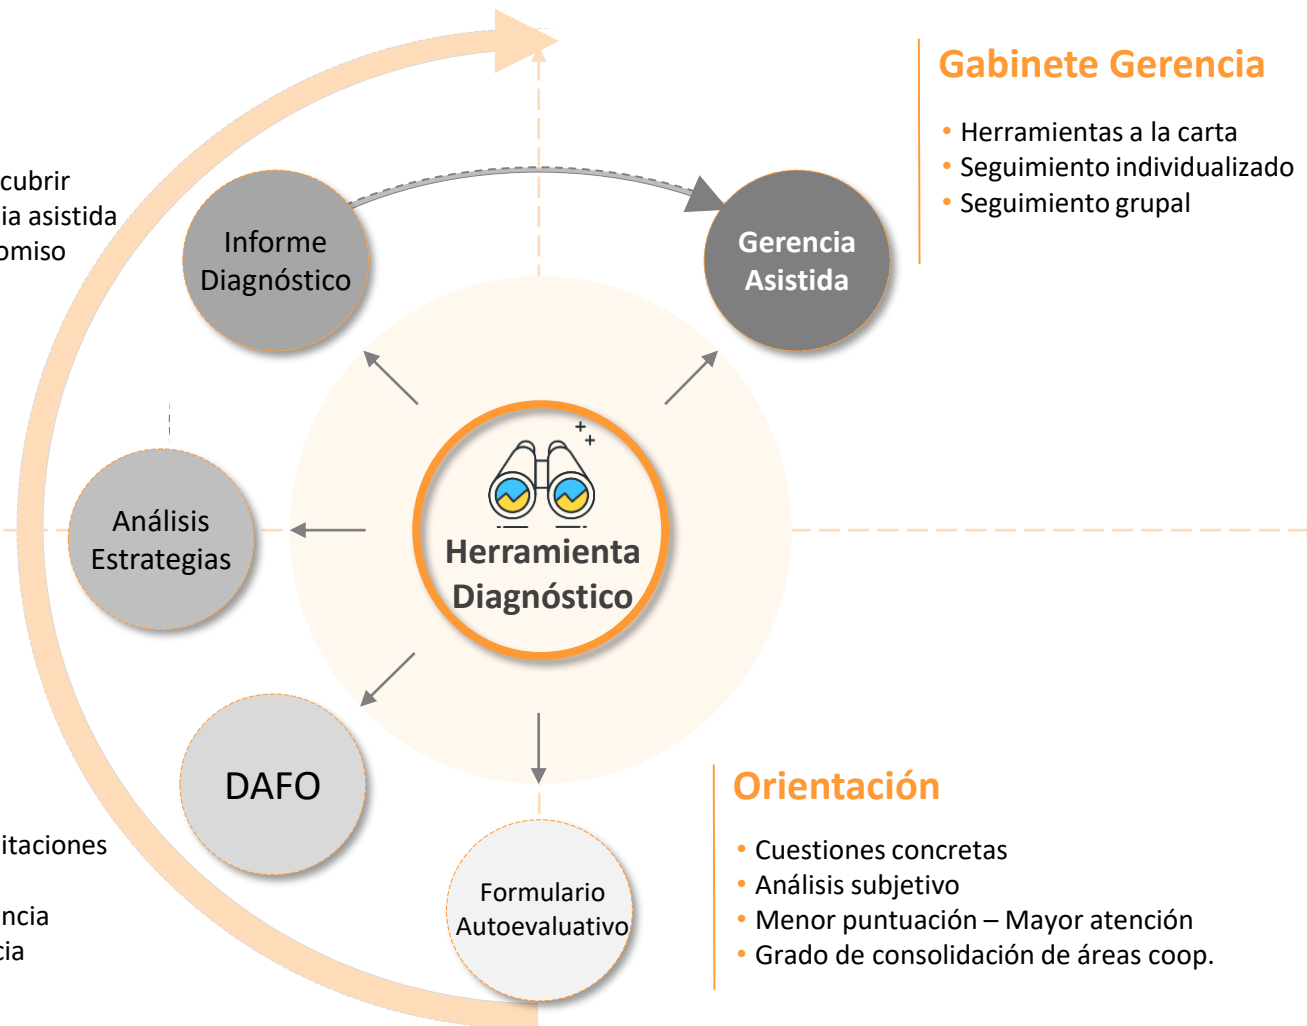 Gabinete Gerencia
• Herramientas a la carta
• Seguimiento individualizado
• Seguimiento grupal
asistida
Informe
Diagnóstico
Gerencia
Asistida
Análisis
Estrategias
Herramienta
Diagnóstico
DAFO
Formulario
Autoevaluativo
Orientación
• Cuestiones concretas
• Análisis subjetivo
• Menor puntuación – Mayor atención
• Grado de consolidación de áreas coop.